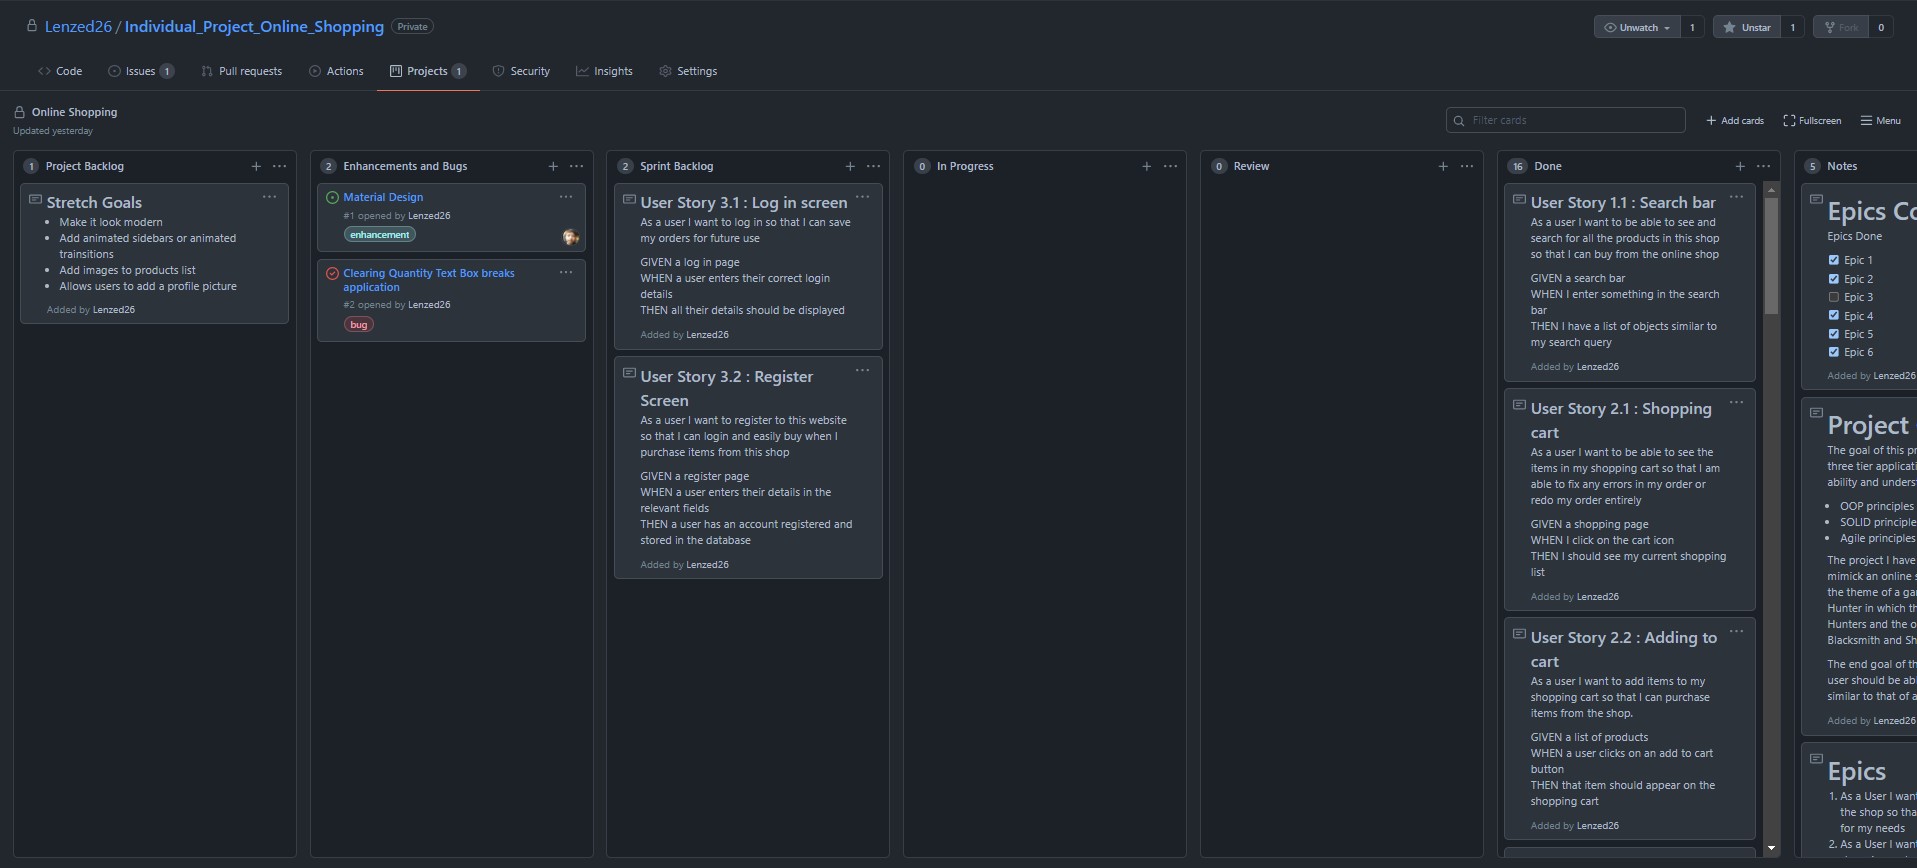 Lenzed26 / Individual_Project_Online_Shopping Private
Unwatch 1 Unstar 1 Fork 0
Code Issues 1 Pull requests Actions Projects 1 Security Insights Settings
Online Shopping
Updated yesterday
Filter cards
Add cards Fullscreen Menu
1 Project Backlog
Stretch Goals
Make it look modern
Add animated sidebars or animated
trainsitions
Add images to products list
Allows users to add a profile picture
Added by Lenzed26
2 Enhancements and Bugs
Material Design
#1 opened by Lenzed26
enhancement
Clearing Quantity Text Box breaks
application
#2 opened by Lenzed26
bug
2 Sprint Backlog
User Story 3.1 : Log in screen
As a user I want to log in so that I can save
my orders for future use
GIVEN a log in page
WHEN a user enters their correct login
details
THEN all their details should be displayed
Added by Lenzed26
User Story 3.2 : Register
Screen
As a user I want to register to this website
so that I can login and easily buy when I
purchase items from this shop
GIVEN a register page
WHEN a user enters their details in the
relevant fields
THEN a user has an account registered and
stored in the database
Added by Lenzed26
0 In Progress
0 Review
16 Done
User Story 1.1 : Search bar
As a user I want to be able to see and
search for all the products in this shop
so that I can buy from the online shop
GIVEN a search bar
WHEN I enter something in the search
bar
THEN I have a list of objects similar to
my search query
Added by Lenzed26
User Story 2.1 : Shopping
cart
As a user I want to be able to see the
items in my shopping cart so that I am
able to fix any errors in my order or
redo my order entirely
GIVEN a shopping page
WHEN I click on the cart icon
THEN I should see my current shopping
list
Added by Lenzed26
User Story 2.2 : Adding to
cart
As a user I want to add items to my
shopping cart so that I can purchase
items from the shop.
GIVEN a list of products
WHEN a user clicks on an add to cart
button
THEN that item should appear on the
shopping cart
Added by Lenzed26
5 Notes
Epics Co
Epics Done
Epic 1
Epic 2
Epic 3
Epic 4
Epic 5
Epic 6
Added by Lenzed26
Project
The goal of this pr
three tier applicati
ability and underst
OOP principles
SOLID principle
Agile principles
The project I have
mimick an online s
the theme of a ga
Hunter in which th
Hunters and the o
Blacksmith and Sh
The end goal of th
user should be abl
similar to that of a
Added by Lenzed26
Epics
1. As a User I want
the shop so tha
for my needs
2. As a User I want